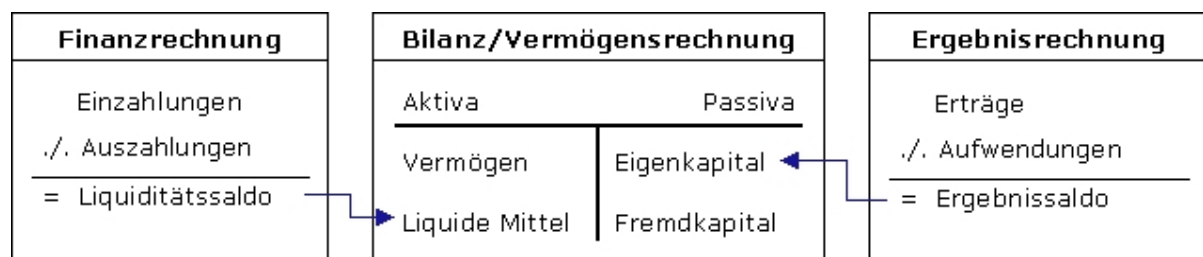 Finanzrechnung
Einzahlungen
./. Auszahlungen
= Liquiditätssaldo
Bilanz/Vermögensrechnung
Aktiva Passiva
Vermögen Eigenkapital
Liquide Mittel Fremdkapital
Ergebnisrechnung
Erträge
./. Aufwendungen
= Ergebnissaldo